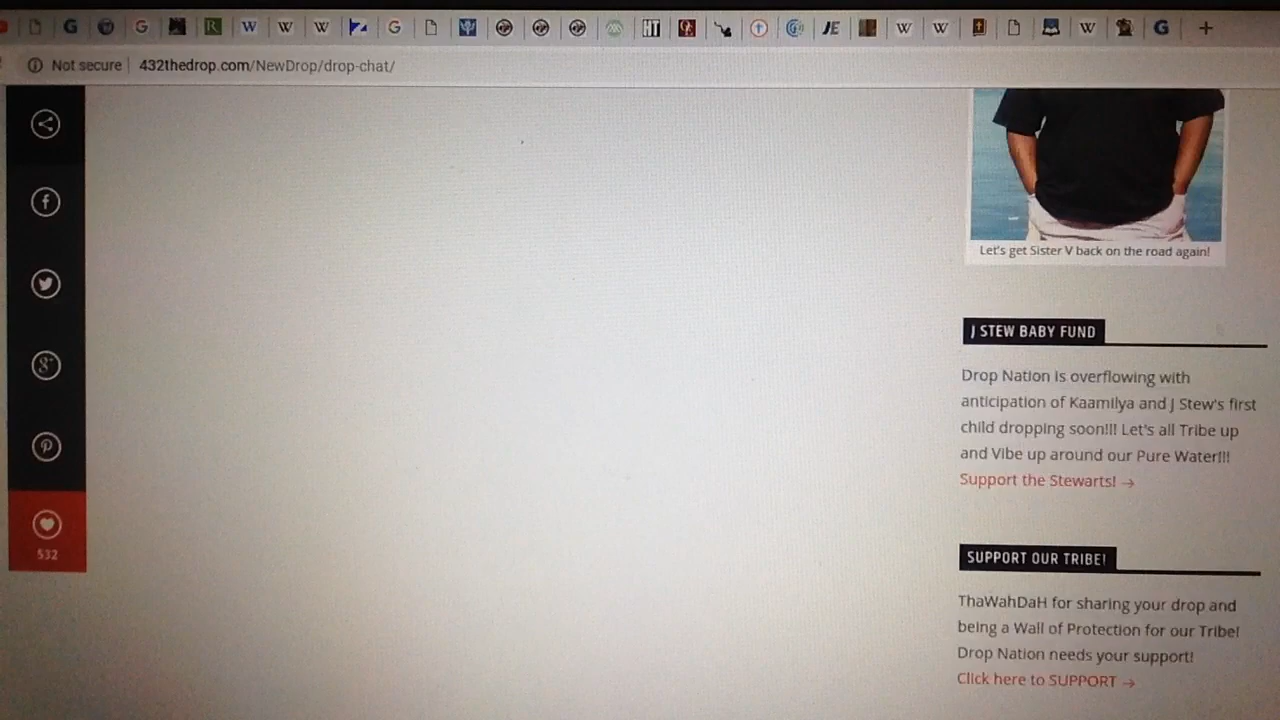 Not secure | 432thedrop.com/NewDrop/drop-chat/
Let's get Sister V back on the road again!
J STEW BABY FUND
Drop Nation is overflowing with
anticipation of Kaamilya and J Stew's first
child dropping soon!!! Let's all Tribe up
and Vibe up around our Pure Water!!!
Support the Stewarts! →
532
SUPPORT OUR TRIBE!
ThaWahDaH for sharing your drop and
being a Wall of Protection for our Tribe!
Drop Nation needs your support!
Click here to SUPPORT →